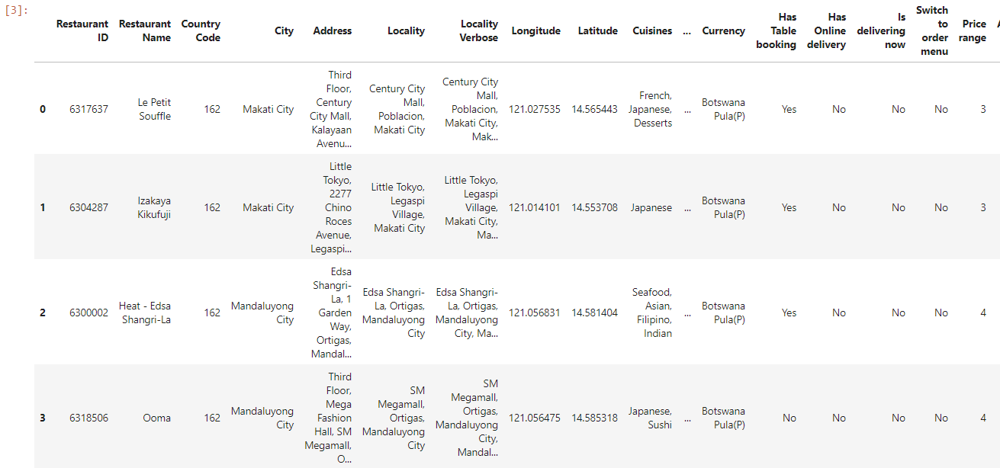 [3]:
Restaurant
ID
Restaurant
Name
Country
Code
City
Address
Locality
Locality
Verbose
Longitude
Latitude
Cuisines
...
Currency
Has
Table
booking
Has
Online
delivery
Is
delivering
now
Switch
to
order
menu
Price
range
0
6317637
Le Petit
Souffle
162
Makati City
Third
Floor,
Century
City Mall,
Kalayaan
Avenu...
Century City
Mall,
Poblacion,
Makati City
Century City
Mall,
Poblacion,
Makati City,
Mak...
121.027535
14.565443
French,
Japanese,
Desserts
...
Botswana
Pula(P)
Yes
No
No
No
3
1
6304287
Izakaya
Kikufuji
162
Makati City
Little
Tokyo,
2277
Chino
Roces
Avenue,
Legaspi...
Little Tokyo,
Legaspi
Village,
Makati City
Little Tokyo,
Legaspi
Village,
Makati City,
Ma...
121.014101
14.553708
Japanese
...
Botswana
Pula(P)
Yes
No
No
No
3
2
6300002
Heat - Edsa
Shangri-La
162
Mandaluyong
City
Edsa
Shangri-
La, 1
Garden
Way,
Ortigas,
Mandal...
Edsa Shangri-
La, Ortigas,
Mandaluyong
City
Edsa Shangri-
La, Ortigas,
Mandaluyong
City, Ma...
121.056831
14.581404
Seafood,
Asian,
Filipino,
Indian
...
Botswana
Pula(P)
Yes
No
No
No
4
3
6318506
Ooma
162
Mandaluyong
City
Third
Floor,
Mega
Fashion
Hall, SM
Megamall,
O...
SM
Megamall,
Ortigas,
Mandaluyong
City
SM
Megamall,
Ortigas,
Mandaluyong
City,
Mandal...
121.056475
14.585318
Japanese,
Sushi
...
Botswana
Pula(P)
No
No
No
No
4